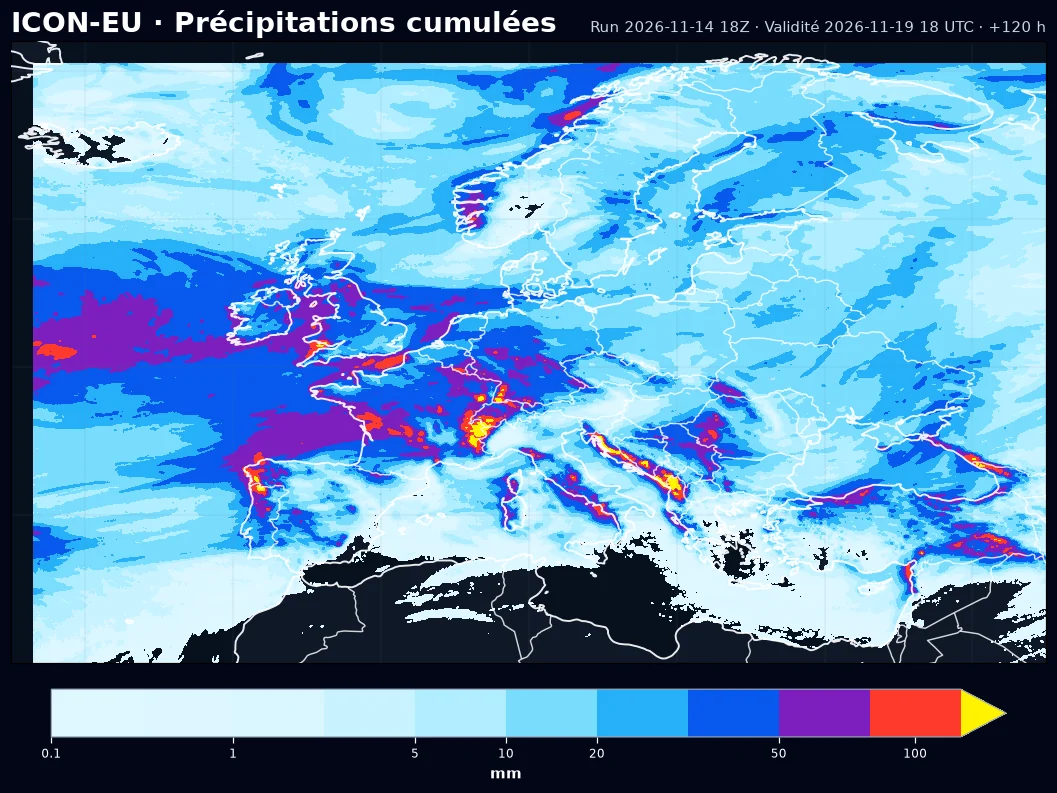 ICON-EU · Précipitations cumulées
Run 2026-11-14 18Z · Validité 2026-11-19 18 UTC · +120 h
0.1 1 5 10 20 50 100
mm